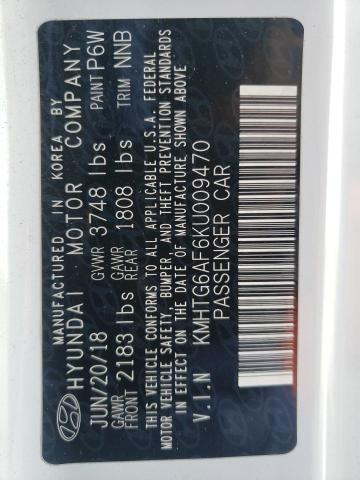 MANUFACTURED IN KOREA BY
HYUNDAI MOTOR COMPANY
JUN/20/18 GVWR 3748 lbs PAINT P6W
GAWR FRONT 2183 lbs GAWR REAR 1808 lbs TRIM NNB
THIS VEHICLE CONFORMS TO ALL APPLICABLE U.S.A. FEDERAL
MOTOR VEHICLE SAFETY, BUMPER, AND THEFT PREVENTION STANDARDS
IN EFFECT ON THE DATE OF MANUFACTURE SHOWN ABOVE
V.I.N KMHTG6AF6KU009470
PASSENGER CAR